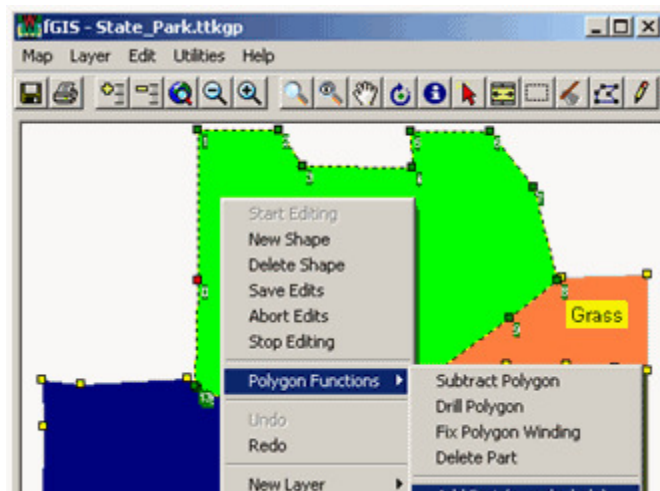 fGIS - State_Park.ttkgp
Map Layer Edit Utilities Help
Start Editing
New Shape
Delete Shape
Save Edits
Abort Edits
Stop Editing
Grass
Polygon Functions
Subtract Polygon
Drill Polygon
Fix Polygon Winding
Delete Part
Undo
Redo
New Layer